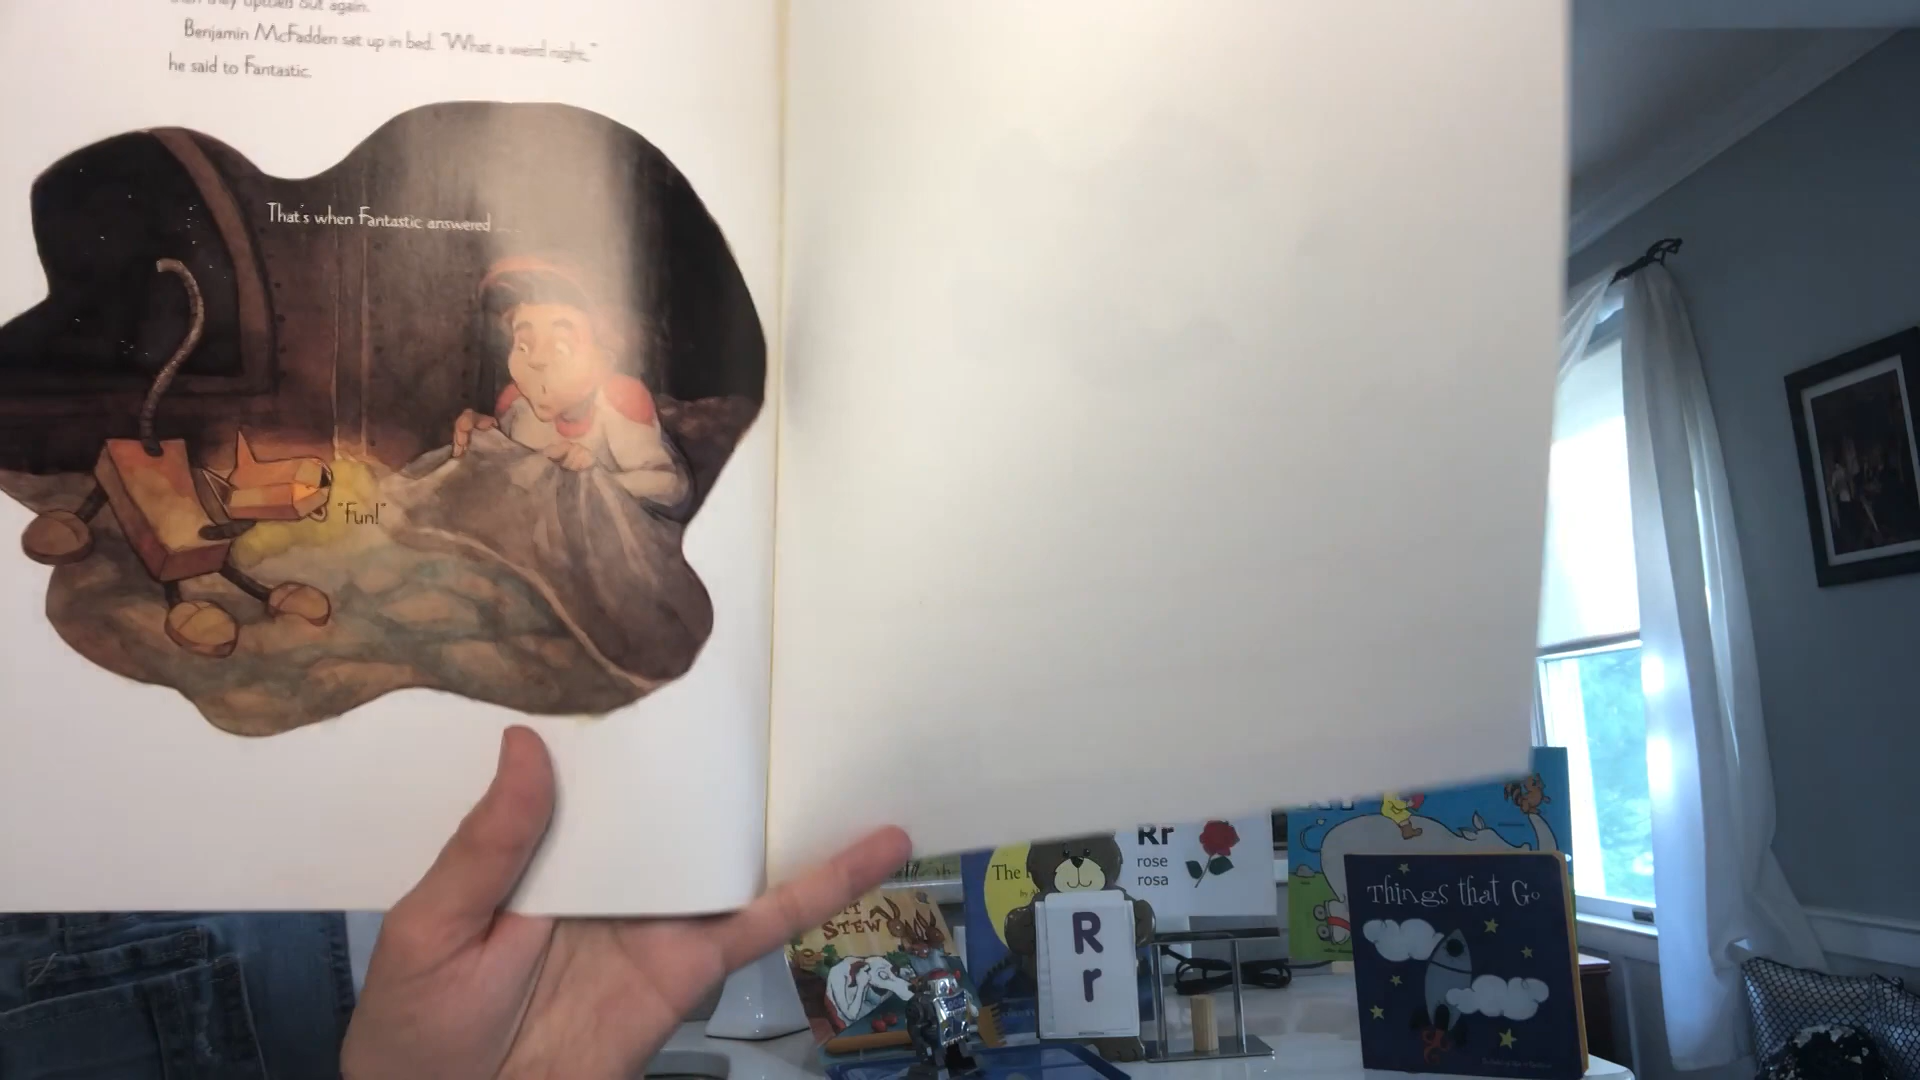 again.
Benjamin McFadden sat up in bed. "What a weird night,"
he said to Fantastic.
That's when Fantastic answered ...
"Fun!"
Rr
rose
rosa
The
STEW
R
r
Things that Go